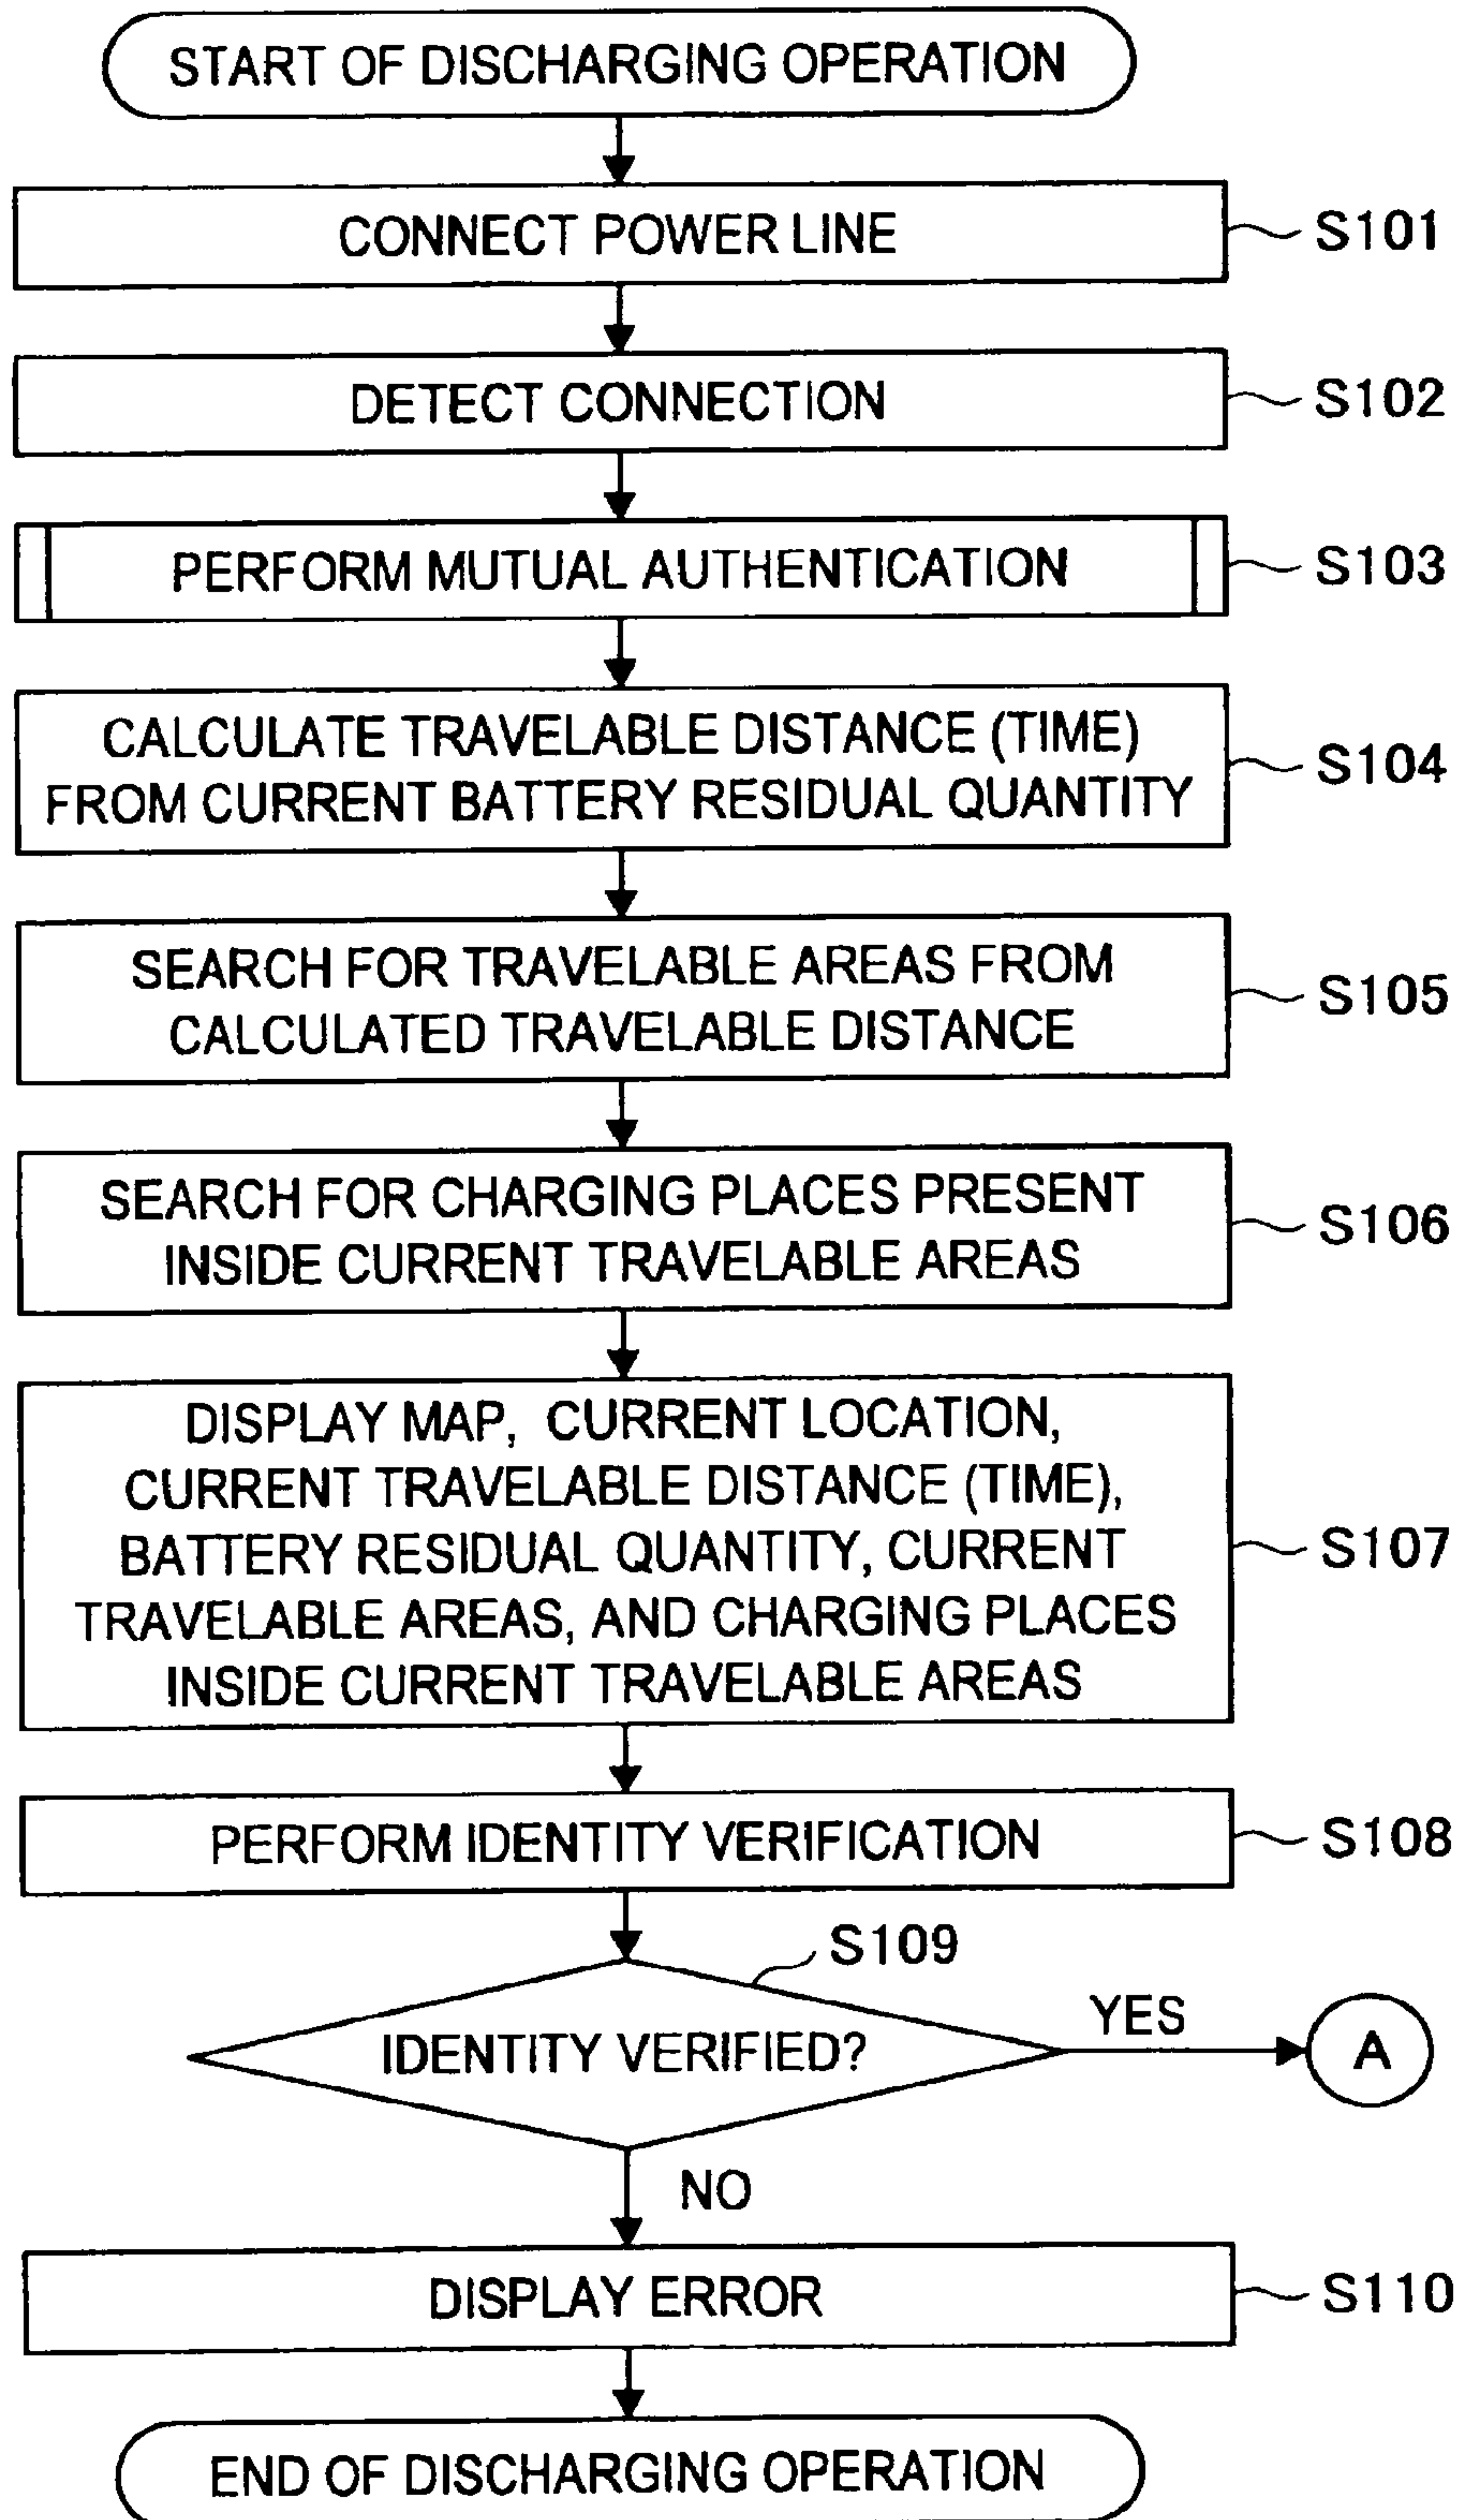 START OF DISCHARGING OPERATION
CONNECT POWER LINE
S101
DETECT CONNECTION
S102
PERFORM MUTUAL AUTHENTICATION
S103
CALCULATE TRAVELABLE DISTANCE (TIME)
FROM CURRENT BATTERY RESIDUAL QUANTITY
S104
SEARCH FOR TRAVELABLE AREAS FROM
CALCULATED TRAVELABLE DISTANCE
S105
SEARCH FOR CHARGING PLACES PRESENT
INSIDE CURRENT TRAVELABLE AREAS
S106
DISPLAY MAP, CURRENT LOCATION,
CURRENT TRAVELABLE DISTANCE (TIME),
BATTERY RESIDUAL QUANTITY, CURRENT
TRAVELABLE AREAS, AND CHARGING PLACES
INSIDE CURRENT TRAVELABLE AREAS
S107
PERFORM IDENTITY VERIFICATION
S108
S109
IDENTITY VERIFIED?
YES
A
NO
DISPLAY ERROR
S110
END OF DISCHARGING OPERATION